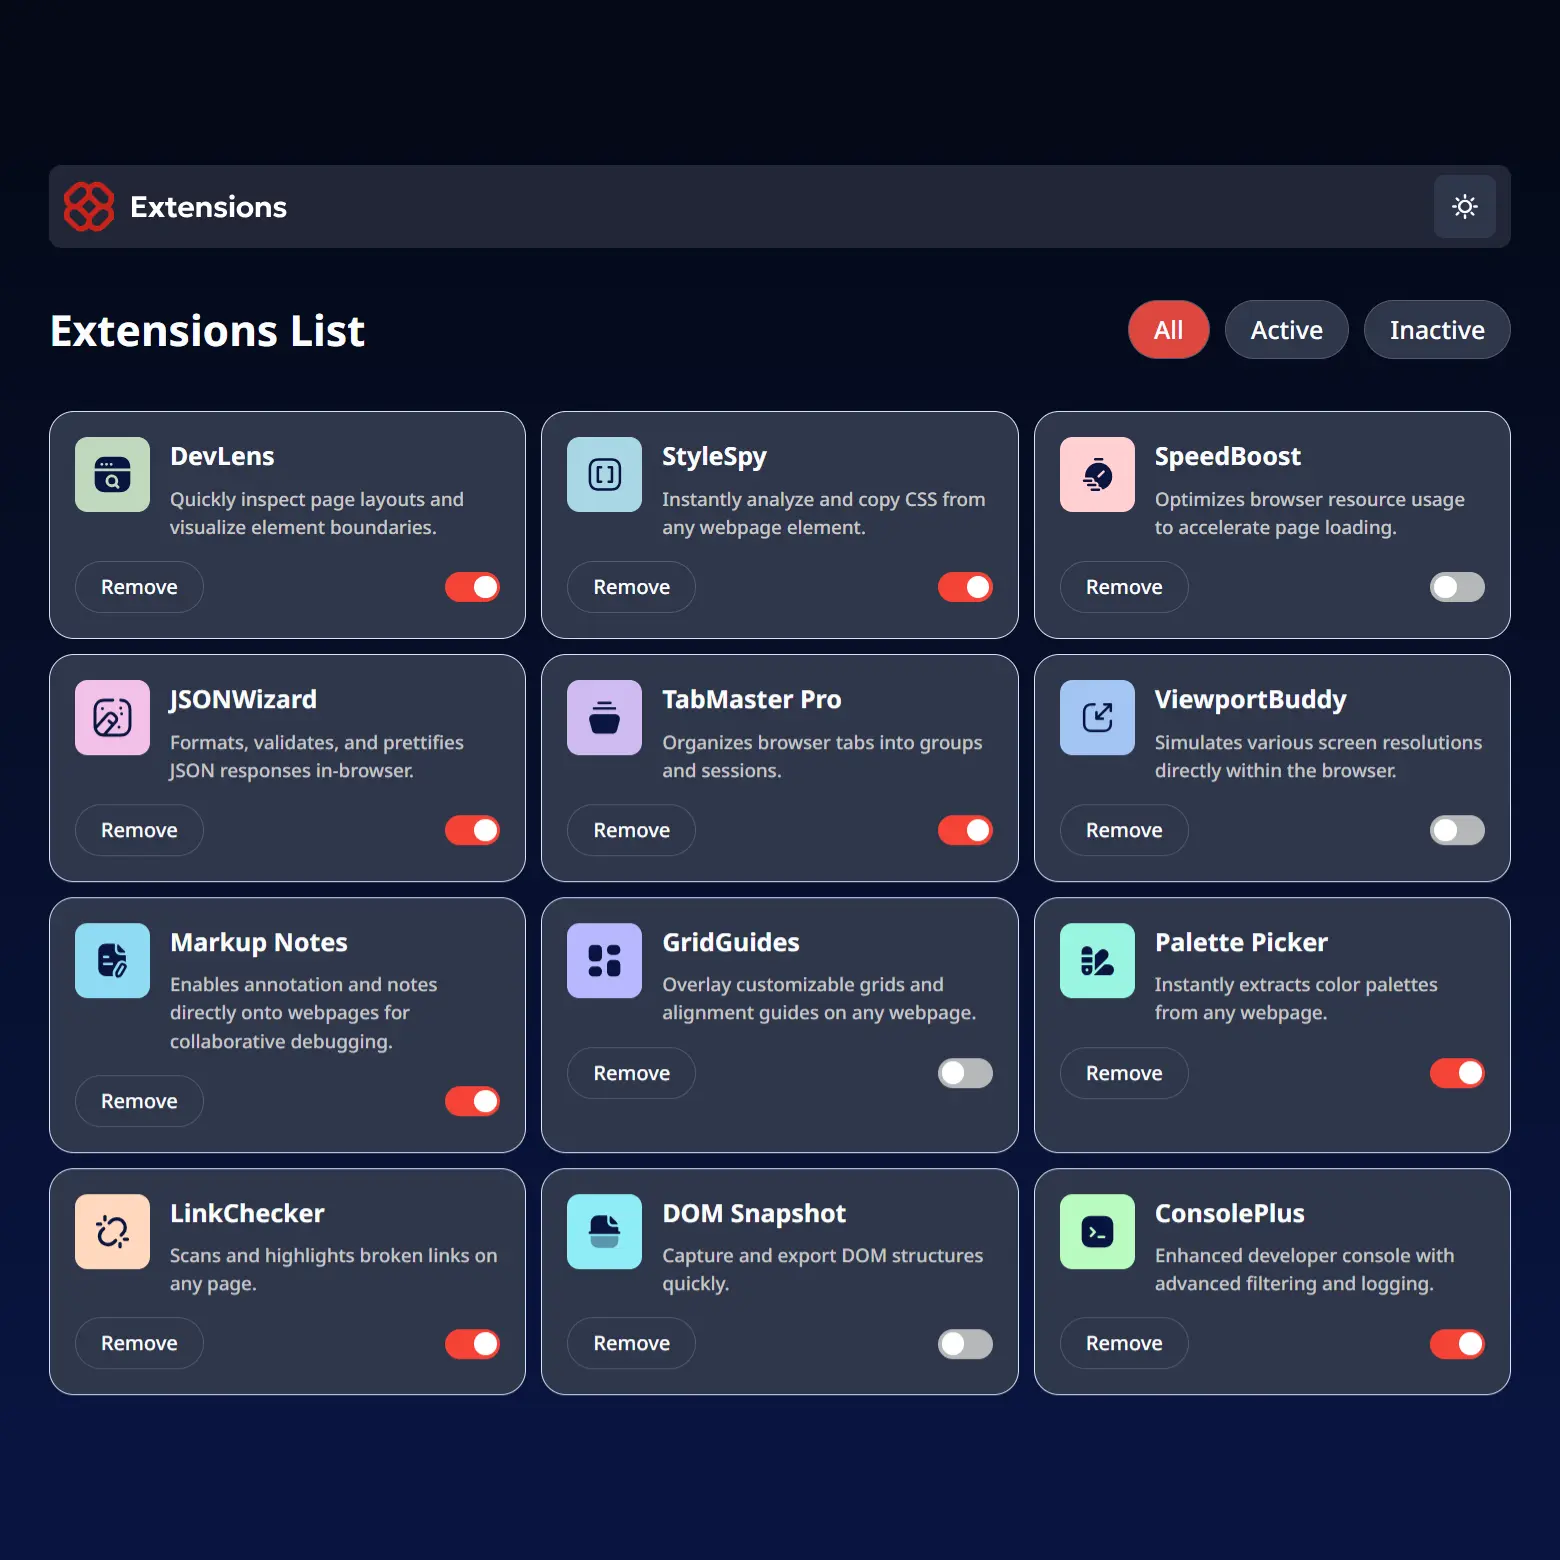 Extensions
Extensions List
All
Active
Inactive
DevLens
Quickly inspect page layouts and
visualize element boundaries.
Remove
StyleSpy
Instantly analyze and copy CSS from
any webpage element.
Remove
SpeedBoost
Optimizes browser resource usage
to accelerate page loading.
Remove
JSONWizard
Formats, validates, and prettifies
JSON responses in-browser.
Remove
TabMaster Pro
Organizes browser tabs into groups
and sessions.
Remove
ViewportBuddy
Simulates various screen resolutions
directly within the browser.
Remove
Markup Notes
Enables annotation and notes
directly onto webpages for
collaborative debugging.
Remove
GridGuides
Overlay customizable grids and
alignment guides on any webpage.
Remove
Palette Picker
Instantly extracts color palettes
from any webpage.
Remove
LinkChecker
Scans and highlights broken links on
any page.
Remove
DOM Snapshot
Capture and export DOM structures
quickly.
Remove
ConsolePlus
Enhanced developer console with
advanced filtering and logging.
Remove